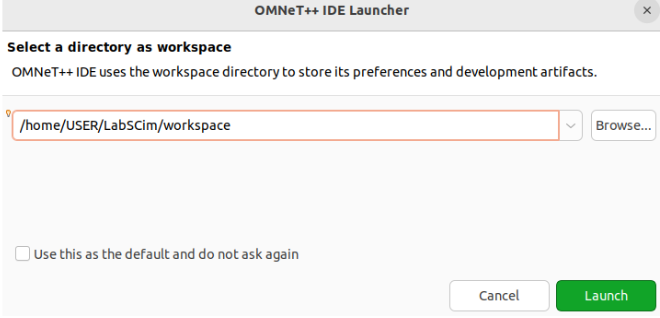 OMNeT++ IDE Launcher
Select a directory as workspace
OMNeT++ IDE uses the workspace directory to store its preferences and development artifacts.
/home/USER/LabSCim/workspace
Browse...
Use this as the default and do not ask again
Cancel
Launch